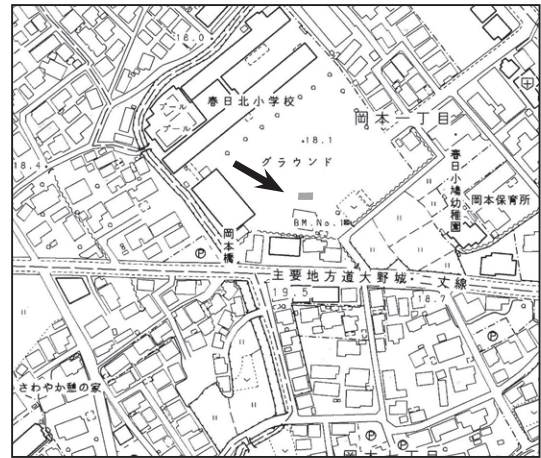 18.0
プール
プール
春日北小学校
岡本一丁目
18.1
グラウンド
18.4
春日小鳩幼稚園
岡本保育所
BM.No.1
岡本橋
P
主要地方道大野城二丈線
19.5
18.7
P
さわやか憩の家
P
P